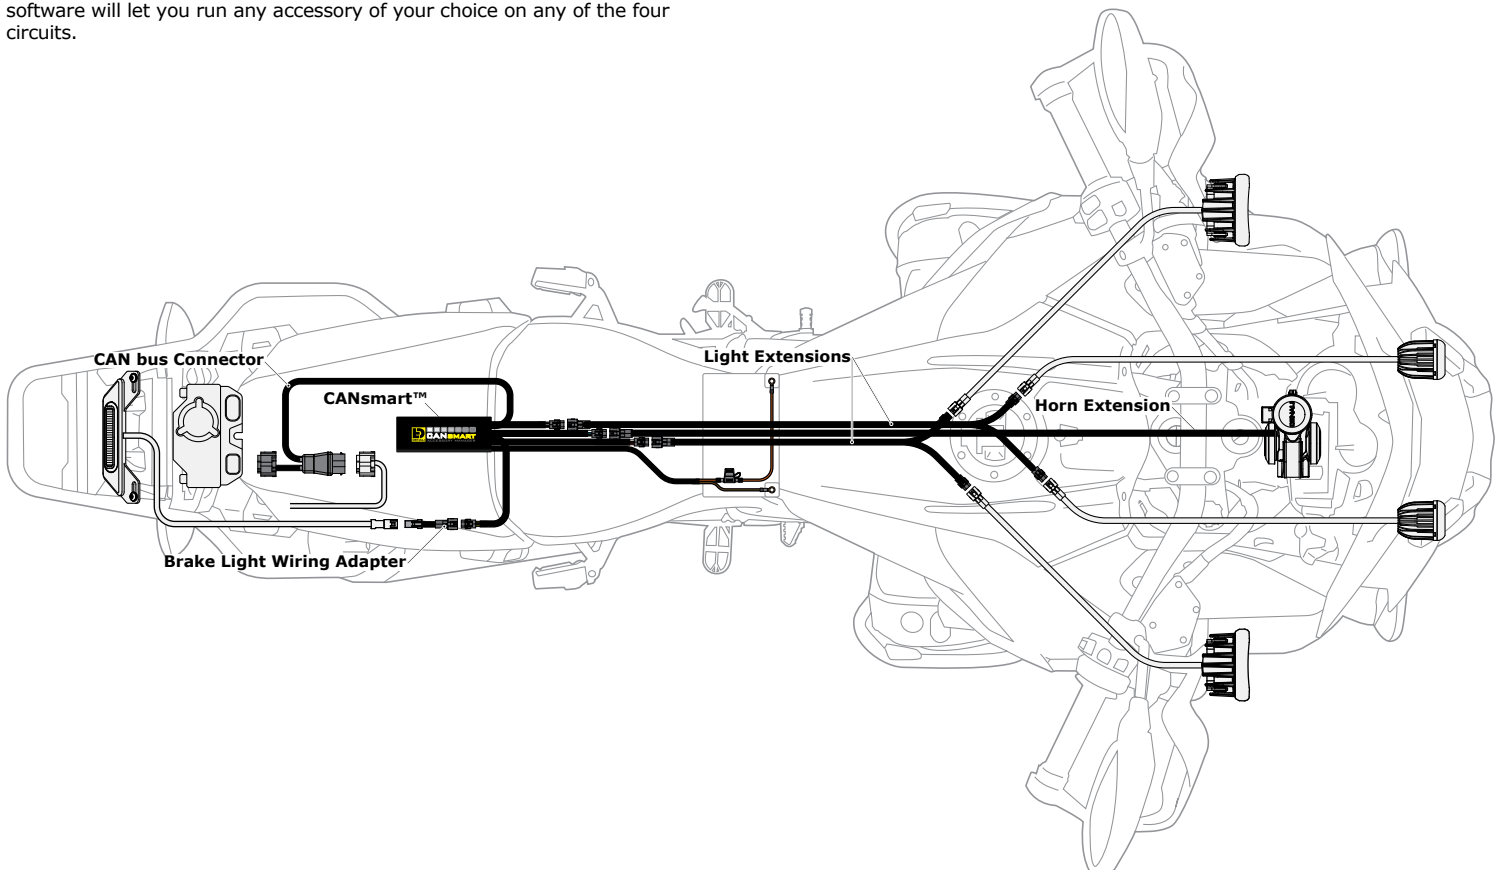 software will let you run any accessory of your choice on any of the four
circuits.
CAN bus Connector
CANsmart™
Light Extensions
Horn Extension
CANSMART
Brake Light Wiring Adapter